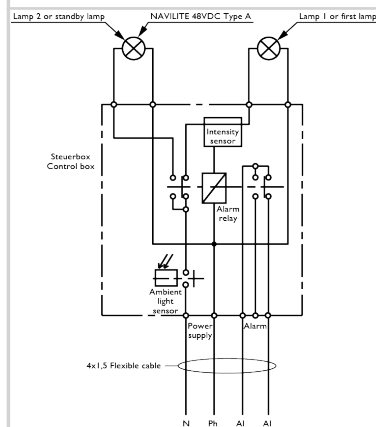 Lamp 2 or standby lamp
NAVILITE 48VDC Type A
Lamp 1 or first lamp
Intensity
sensor
Steuerbox
Control box
Alarm
relay
Ambient
light
sensor
Power
supply
Alarm
4x1,5 Flexible cable
N Ph Al Al